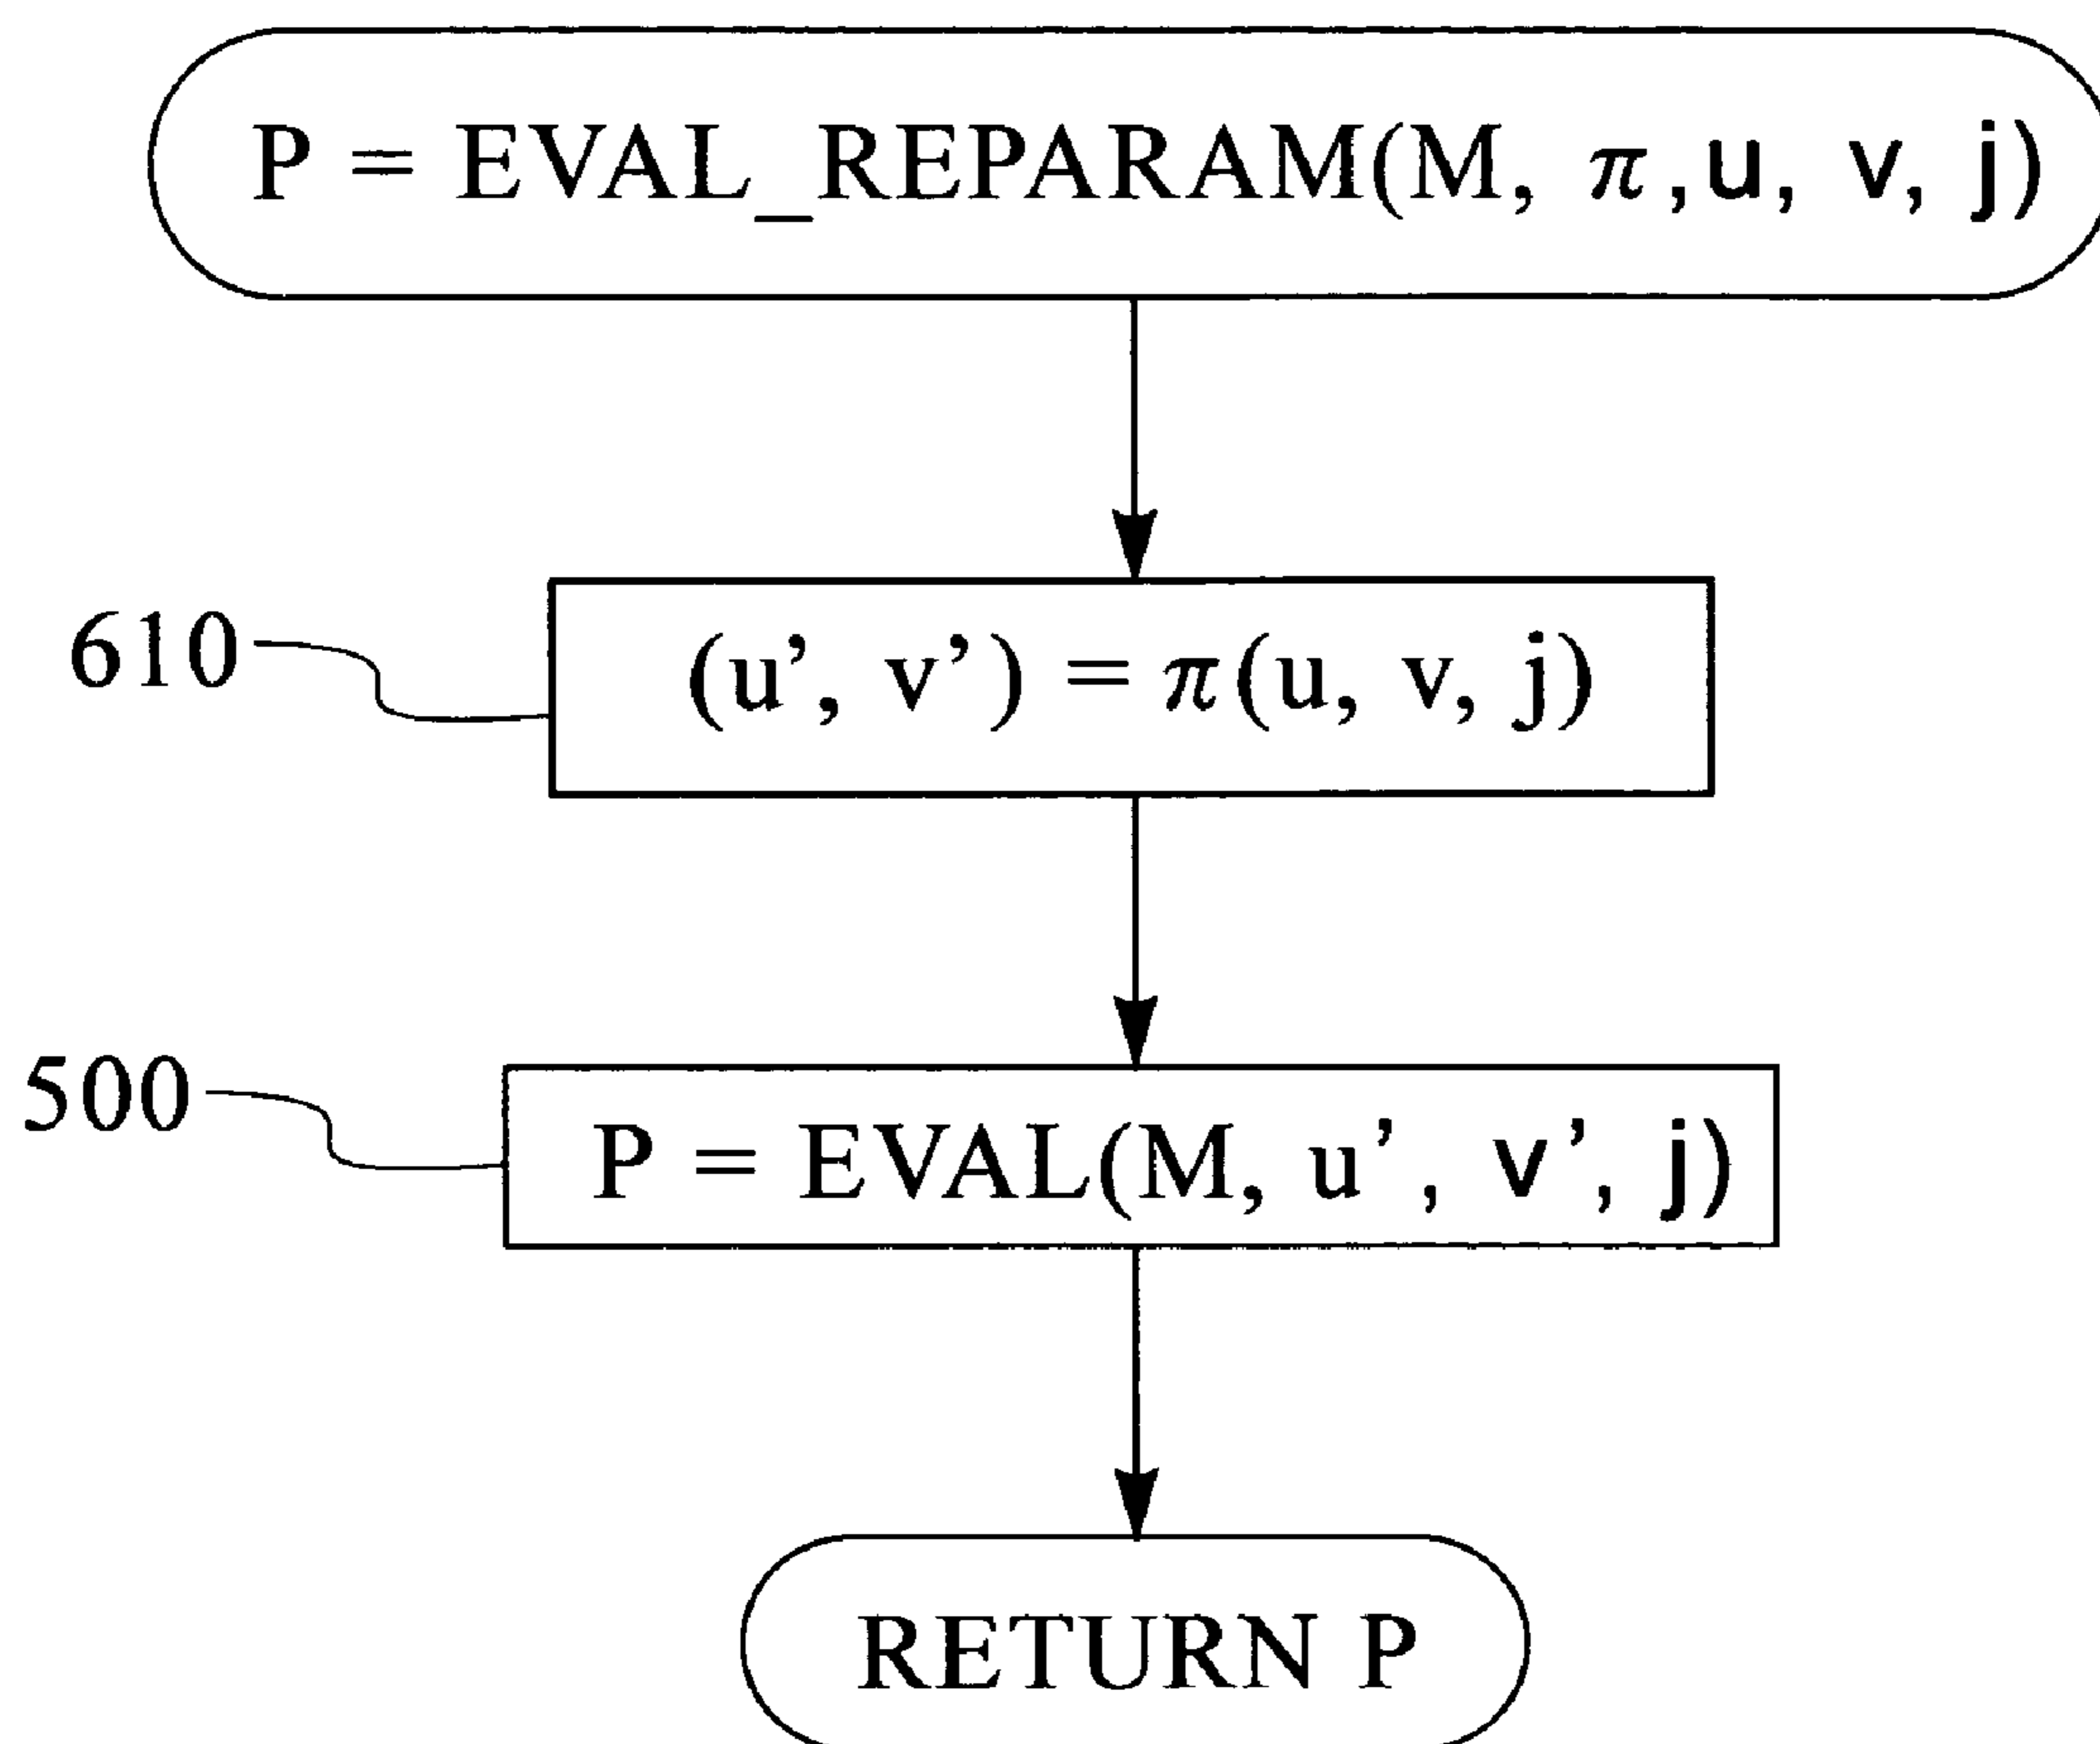 P = EVAL_REPARAM(M, π,u, v, j)
610
(u’, v’) = π(u, v, j)
500
P = EVAL(M, u’, v’, j)
RETURN P